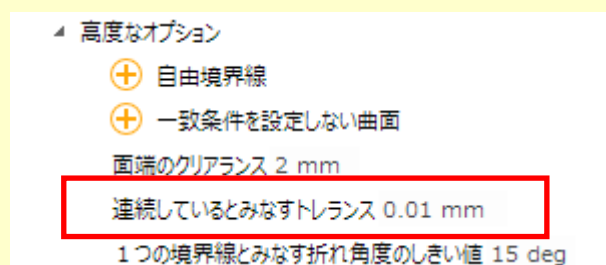 高度なオプション
自由境界線
一致条件を設定しない曲面
面端のクリアランス 2 mm
連続しているとみなすトレランス 0.01 mm
1つの境界線とみなす折れ角度のしきい値 15 deg